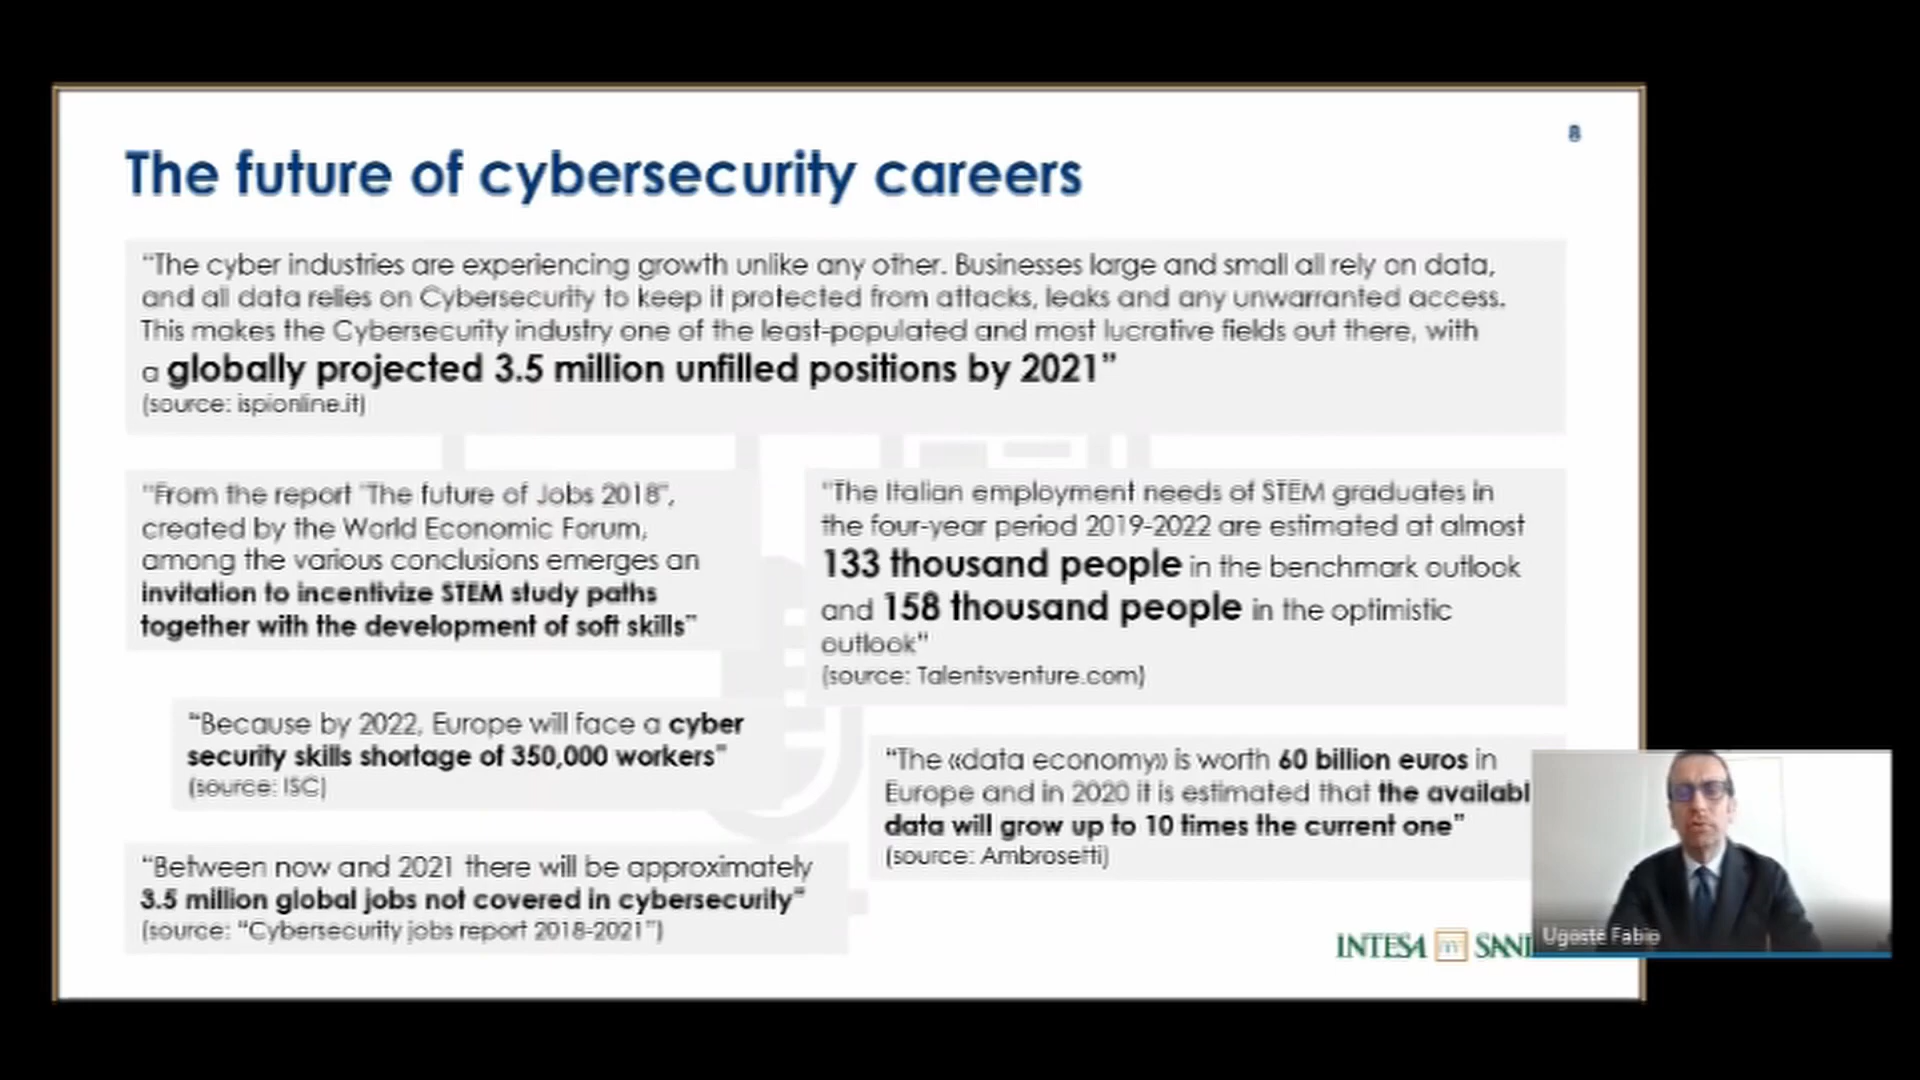 8
The future of cybersecurity careers
“The cyber industries are experiencing growth unlike any other. Businesses large and small all rely on data,
and all data relies on Cybersecurity to keep it protected from attacks, leaks and any unwarranted access.
This makes the Cybersecurity industry one of the least-populated and most lucrative fields out there, with
a globally projected 3.5 million unfilled positions by 2021”
(source: ispionline.it)
"From the report "The future of Jobs 2018",
created by the World Economic Forum,
among the various conclusions emerges an
invitation to incentivize STEM study paths
together with the development of soft skills"
"The Italian employment needs of STEM graduates in
the four-year period 2019-2022 are estimated at almost
133 thousand people in the benchmark outlook
and 158 thousand people in the optimistic
outlook"
(source: Talentsventure.com)
“Because by 2022, Europe will face a cyber
security skills shortage of 350,000 workers”
(source: ISC)
“The «data economy» is worth 60 billion euros in
Europe and in 2020 it is estimated that the availabl
data will grow up to 10 times the current one”
(source: Ambrosetti)
“Between now and 2021 there will be approximately
3.5 million global jobs not covered in cybersecurity”
(source: “Cybersecurity jobs report 2018-2021”)
INTESA SAN
Ugoste Fabio